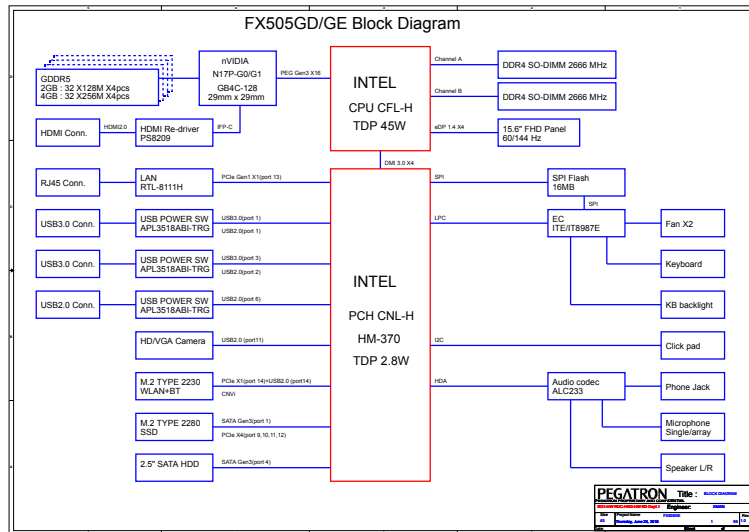 FX505GD/GE Block Diagram
GDDR5
2GB : 32 X128M X4pcs
4GB : 32 X256M X4pcs
nVIDIA
N17P-G0/G1
GB4C-128
29mm x 29mm
PEG Gen3 X16
INTEL
CPU CFL-H
TDP 45W
Channel A
DDR4 SO-DIMM 2666 MHz
Channel B
DDR4 SO-DIMM 2666 MHz
HDMI Conn.
HDMI2.0
HDMI Re-driver
PS8209
IFP-C
eDP 1.4 X4
15.6" FHD Panel
60/144 Hz
DMI 3.0 X4
RJ45 Conn.
LAN
RTL-8111H
PCIe Gen1 X1(port 13)
SPI
SPI Flash
16MB
SPI
USB3.0 Conn.
USB POWER SW
APL3518ABI-TRG
USB3.0(port 1)
USB2.0(port 1)
LPC
EC
ITE/IT8987E
Fan X2
USB3.0 Conn.
USB POWER SW
APL3518ABI-TRG
USB3.0(port 3)
USB2.0(port 2)
Keyboard
INTEL
PCH CNL-H
HM-370
TDP 2.8W
USB2.0 Conn.
USB POWER SW
APL3518ABI-TRG
USB2.0(port 6)
KB backlight
HD/VGA Camera
USB2.0 (port11)
I2C
Click pad
M.2 TYPE 2230
WLAN+BT
PCIe X1(port 14)+USB2.0 (port14)
CNVi
HDA
Audio codec
ALC233
Phone Jack
M.2 TYPE 2280
SSD
SATA Gen3(port 1)
PCIe X4(port 9,10,11,12)
Microphone
Single/array
2.5" SATA HDD
SATA Gen3(port 4)
Speaker L/R
PEGATRON
Title :
BLOCK DIAGRAM
PEGATRON PROPRIETARY AND CONFIDENTIAL
Engineer:
Size
Project Name
Rev